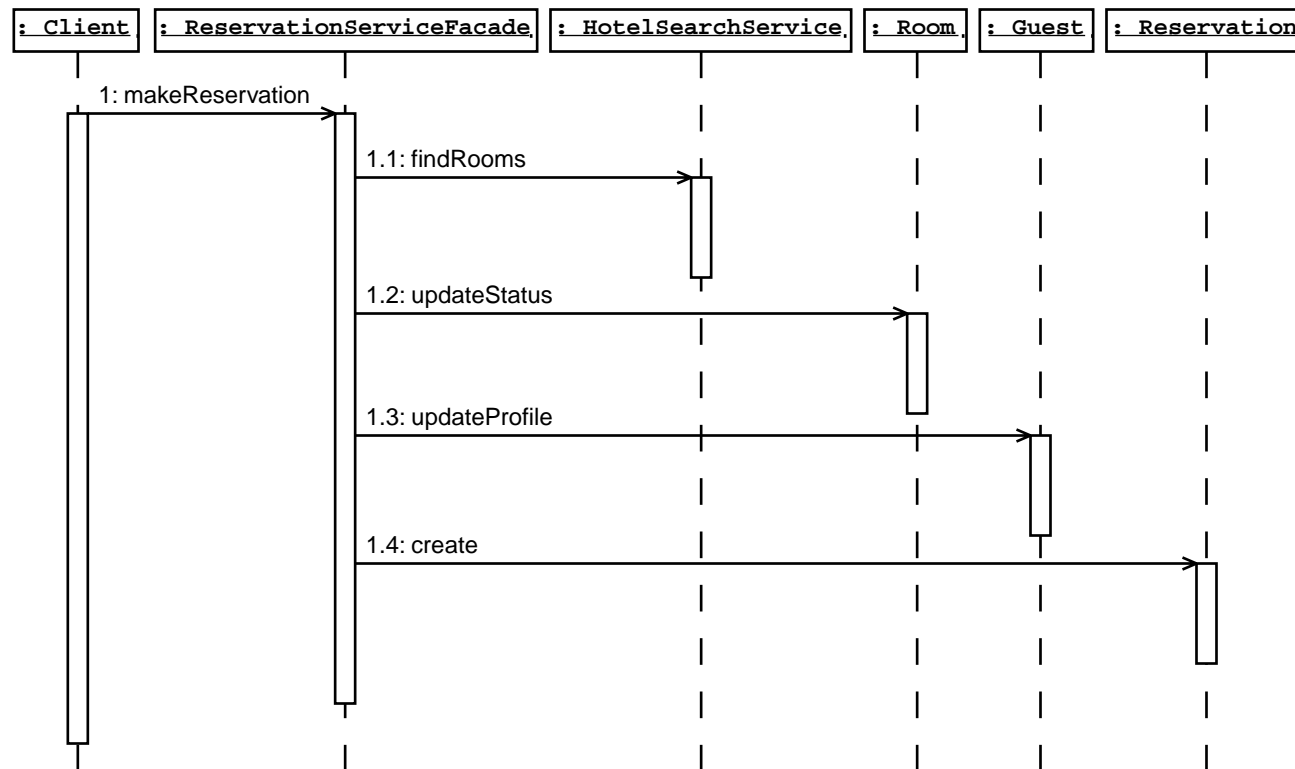 : Client
: ReservationServiceFacade
: HotelSearchService
: Room
: Guest
: Reservation
1: makeReservation
1.1: findRooms
1.2: updateStatus
1.3: updateProfile
1.4: create